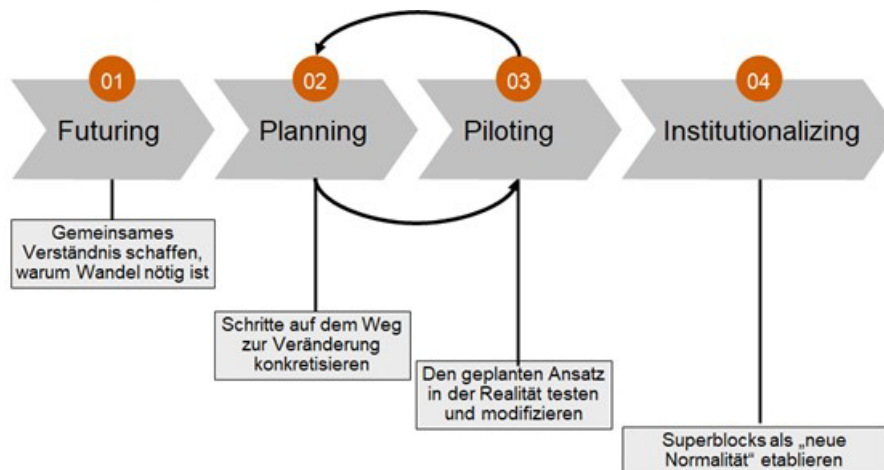 01
Futuring
02
Planning
03
Piloting
04
Institutionalizing
Gemeinsames
Verständnis schaffen,
warum Wandel nötig ist
Schritte auf dem Weg
zur Veränderung
konkretisieren
Den geplanten Ansatz
in der Realität testen
und modifizieren
Superblocks als „neue
Normalität“ etablieren